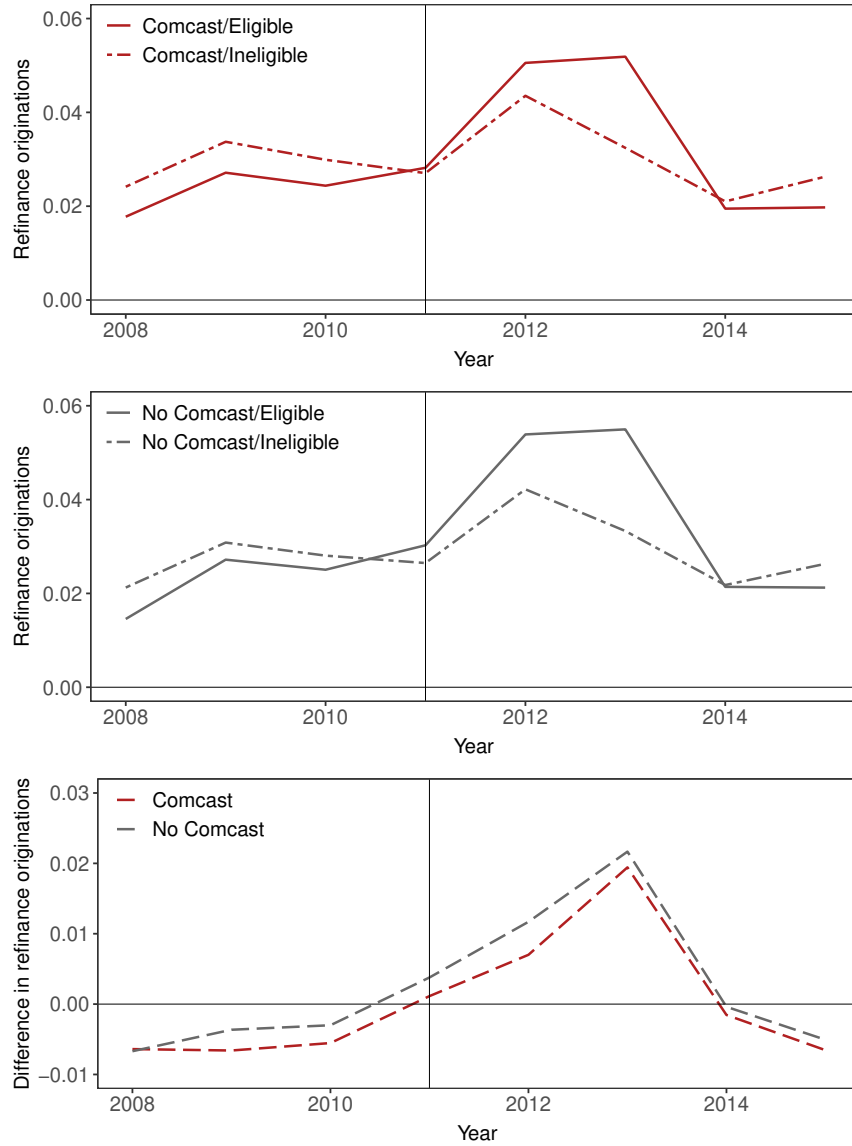 0.06
Comcast/Eligible
Comcast/Ineligible
0.04
0.02
0.00
Refinance originations
2008 2010 2012 2014
Year
0.06
No Comcast/Eligible
No Comcast/Ineligible
0.04
0.02
0.00
Refinance originations
2008 2010 2012 2014
Year
0.03
Comcast
No Comcast
0.02
0.01
0.00
−0.01
Difference in refinance originations
2008 2010 2012 2014
Year